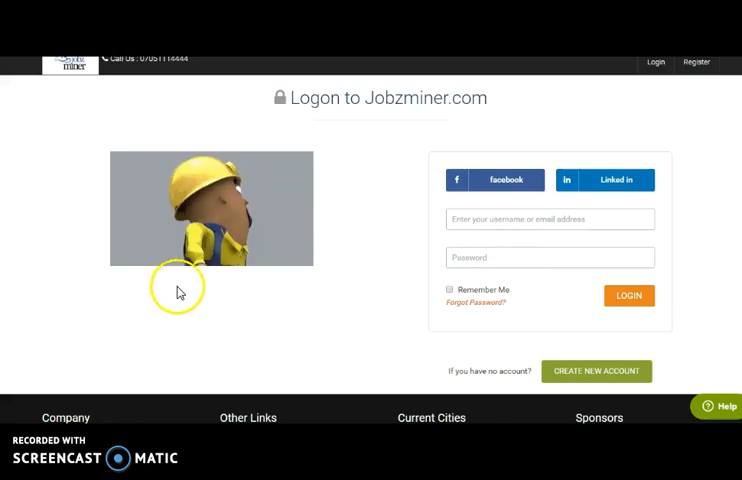 jobz
miner
Call Us : 07051114444
Login
Register
Logon to Jobzminer.com
f facebook
in Linked in
Enter your username or email address
Password
Remember Me
Forgot Password?
LOGIN
If you have no account?
CREATE NEW ACCOUNT
Help
Company
Other Links
Current Cities
Sponsors
RECORDED WITH
SCREENCAST MATIC